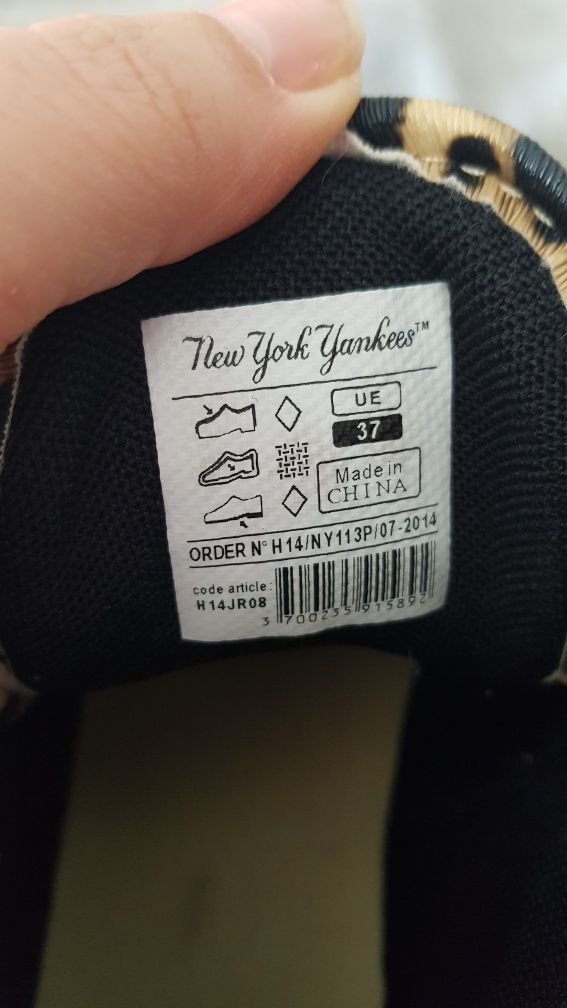 New York Yankees™
UE
37
Made in
CHINA
ORDER N° H14/NY113P/07-2014
code article:
H14JR08
3 700235 915892